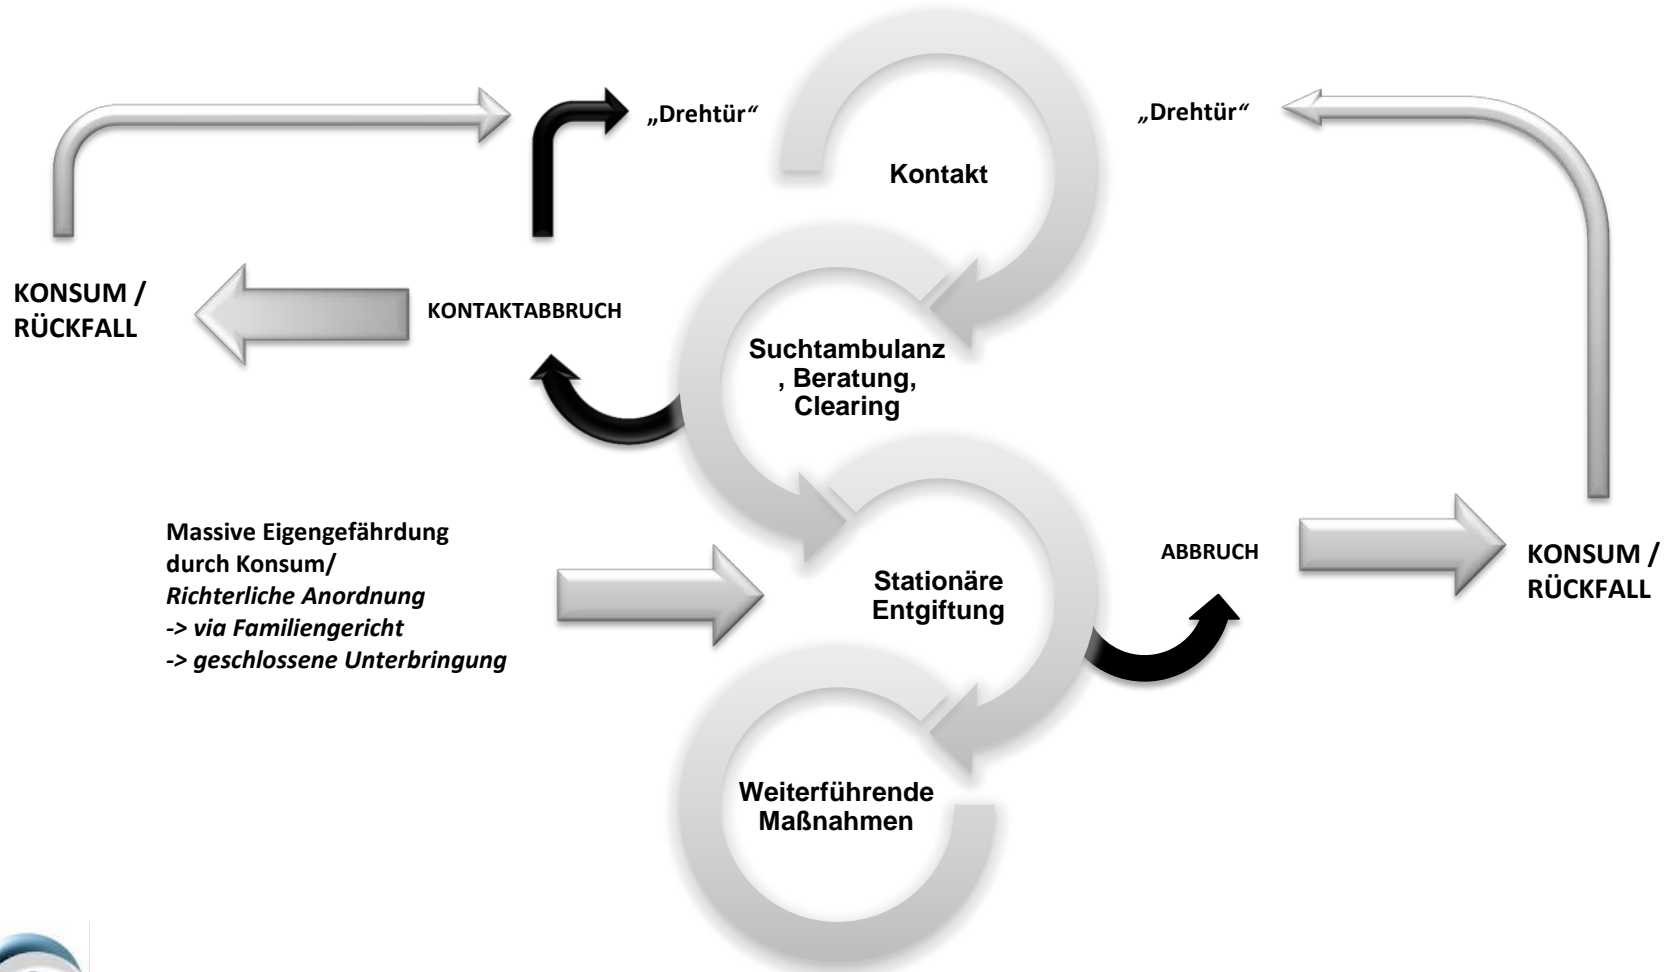 „Drehtür“
„Drehtür“
Kontakt
KONSUM /
RÜCKFALL
KONTAKTABBRUCH
Suchtambulanz
, Beratung,
Clearing
Massive Eigengefährdung
durch Konsum/
Richterliche Anordnung
-> via Familiengericht
-> geschlossene Unterbringung
Stationäre
Entgiftung
ABBRUCH
KONSUM /
RÜCKFALL
Weiterführende
Maßnahmen